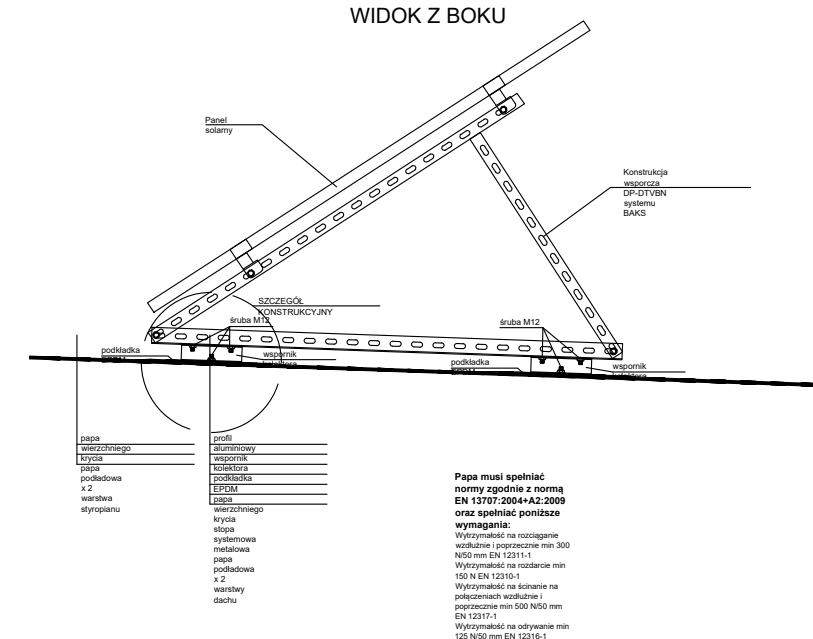 WIDOK Z BOKU
Panel
solarny
Konstrukcja
wsporcza
DP-DTVBN
systemu
BAKS
SZCZEGÓŁ
KONSTRUKCYJNY
śruba M12
śruba M12
podkładka
EPDM
wspornik
kolektora
podkładka
EPDM
wspornik
kolektora
papa
wierzchniego
krycia
papa
podładowa
x 2
warstwa
styropianu
profil
aluminiowy
wspornik
kolektora
podkładka
EPDM
papa
wierzchniego
krycia
stopa
systemowa
metalowa
papa
podładowa
x 2
warstwy
dachu
Papa musi spełniać
normy zgodnie z normą
EN 13707:2004+A2:2009
oraz spełniać poniższe
wymagania:
Wytrzymałość na rozciąganie
wzdłużnie i poprzecznie min 300
N/50 mm EN 12311-1
Wytrzymałość na rozdarcie min
150 N EN 12310-1
Wytrzymałość na ścinanie na
połączeniach wzdłużnie i
poprzecznie min 500 N/50 mm
EN 12317-1
Wytrzymałość na odrywanie min
125 N/50 mm EN 12316-1